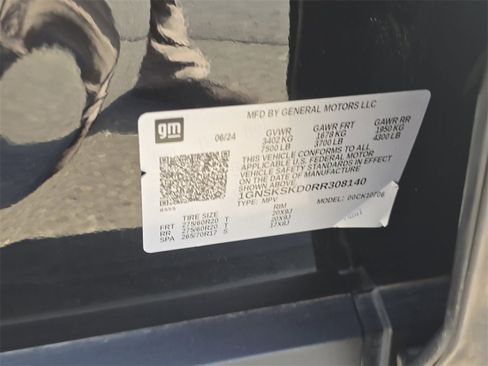 MFD BY GENERAL MOTORS LLC
gm
06/24 GVWR GAWR FRT GAWR RR
3402 KG 1678 KG 1950 KG
7500 LB 3700 LB 4300 LB
THIS VEHICLE CONFORMS TO ALL
APPLICABLE U.S. FEDERAL MOTOR
VEHICLE SAFETY STANDARDS IN EFFECT
ON THE DATE OF MANUFACTURE
SHOWN ABOVE.
1GNSKSKD0RR308140
TYPE: MPV MODEL: 00CK10706
TIRE SIZE RIM
FRT 275/60R20 T 20X9J
RR 275/60R20 T 20X9J
SPA 265/70R17 S 17X8J